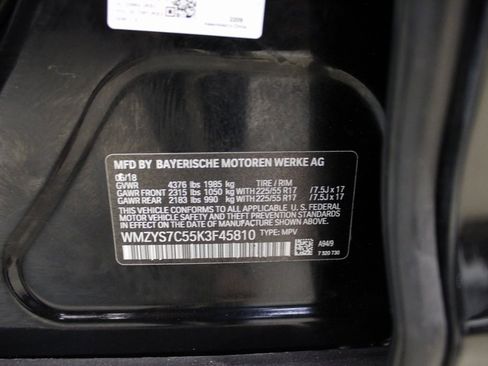 2209
MFD BY BAYERISCHE MOTOREN WERKE AG
06/18
GVWR 4376 lbs 1985 kg TIRE / RIM
GAWR FRONT 2315 lbs 1050 kg WITH 225/55 R17 /7.5J x 17
GAWR REAR 2183 lbs 990 kg WITH 225/55 R17 /7.5J x 17
THIS VEHICLE CONFORMS TO ALL APPLICABLE U. S. FEDERAL
MOTOR VEHICLE SAFETY AND THEFT PREVENTION STANDARDS
IN EFFECT ON THE DATE OF MANUFACTURE SHOWN ABOVE.
WMZYS7C55K3F45810 TYPE: MPV
A94/9
7 320 730